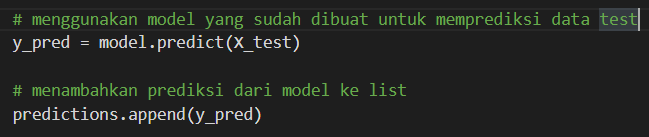 # menggunakan model yang sudah dibuat untuk memprediksi data test
y_pred = model.predict(X_test)
# menambahkan prediksi dari model ke list
predictions.append(y_pred)